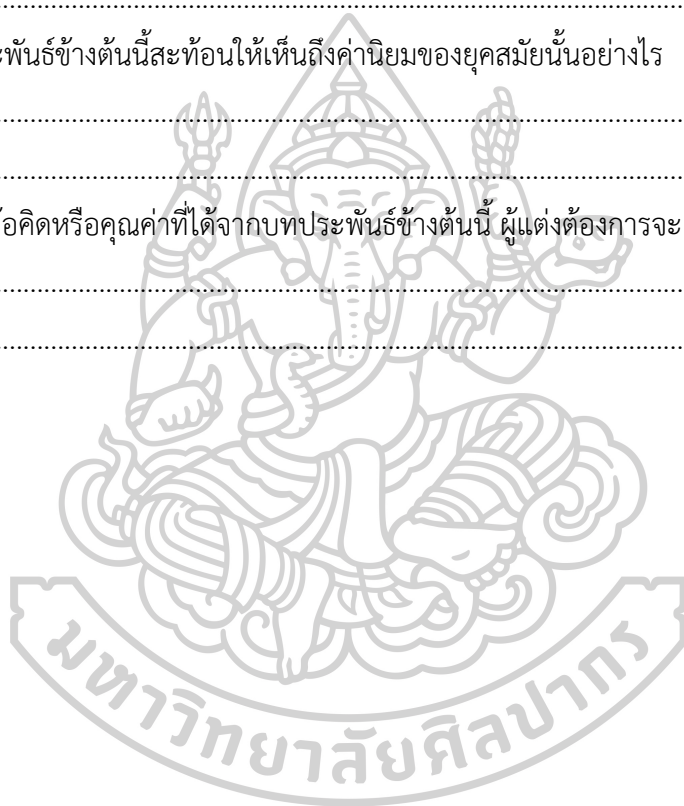 ........................................................................................................
ะพันธ์ข้างต้นนี้สะท้อนให้เห็นถึงค่านิยมของยุคสมัยนั้นอย่างไร
........................................................................................................
........................................................................................................
้อคิดหรือคุณค่าที่ได้จากบทประพันธ์ข้างต้นนี้ ผู้แต่งต้องการจะ
........................................................................................................
........................................................................................................
มหาวิทยาลัยศิลปากร